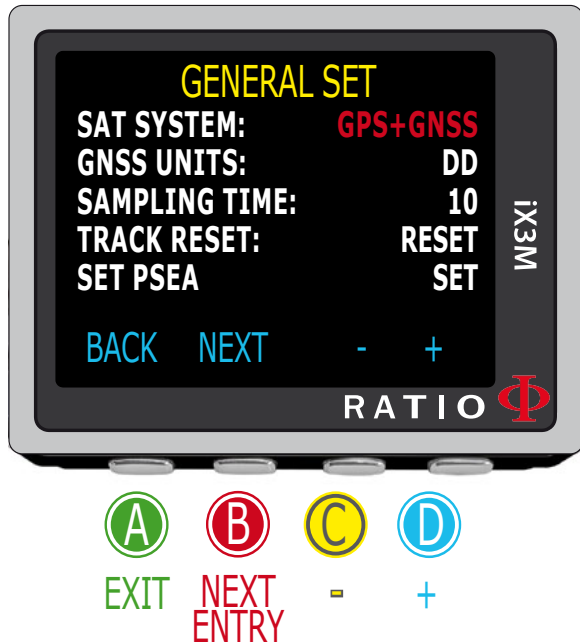 GENERAL SET
SAT SYSTEM: GPS+GNSS
GNSS UNITS: DD
SAMPLING TIME: 10
TRACK RESET: RESET
SET PSEA SET
BACK NEXT - +
iX3M
RATIO
A B C D
EXIT NEXT ENTRY - +